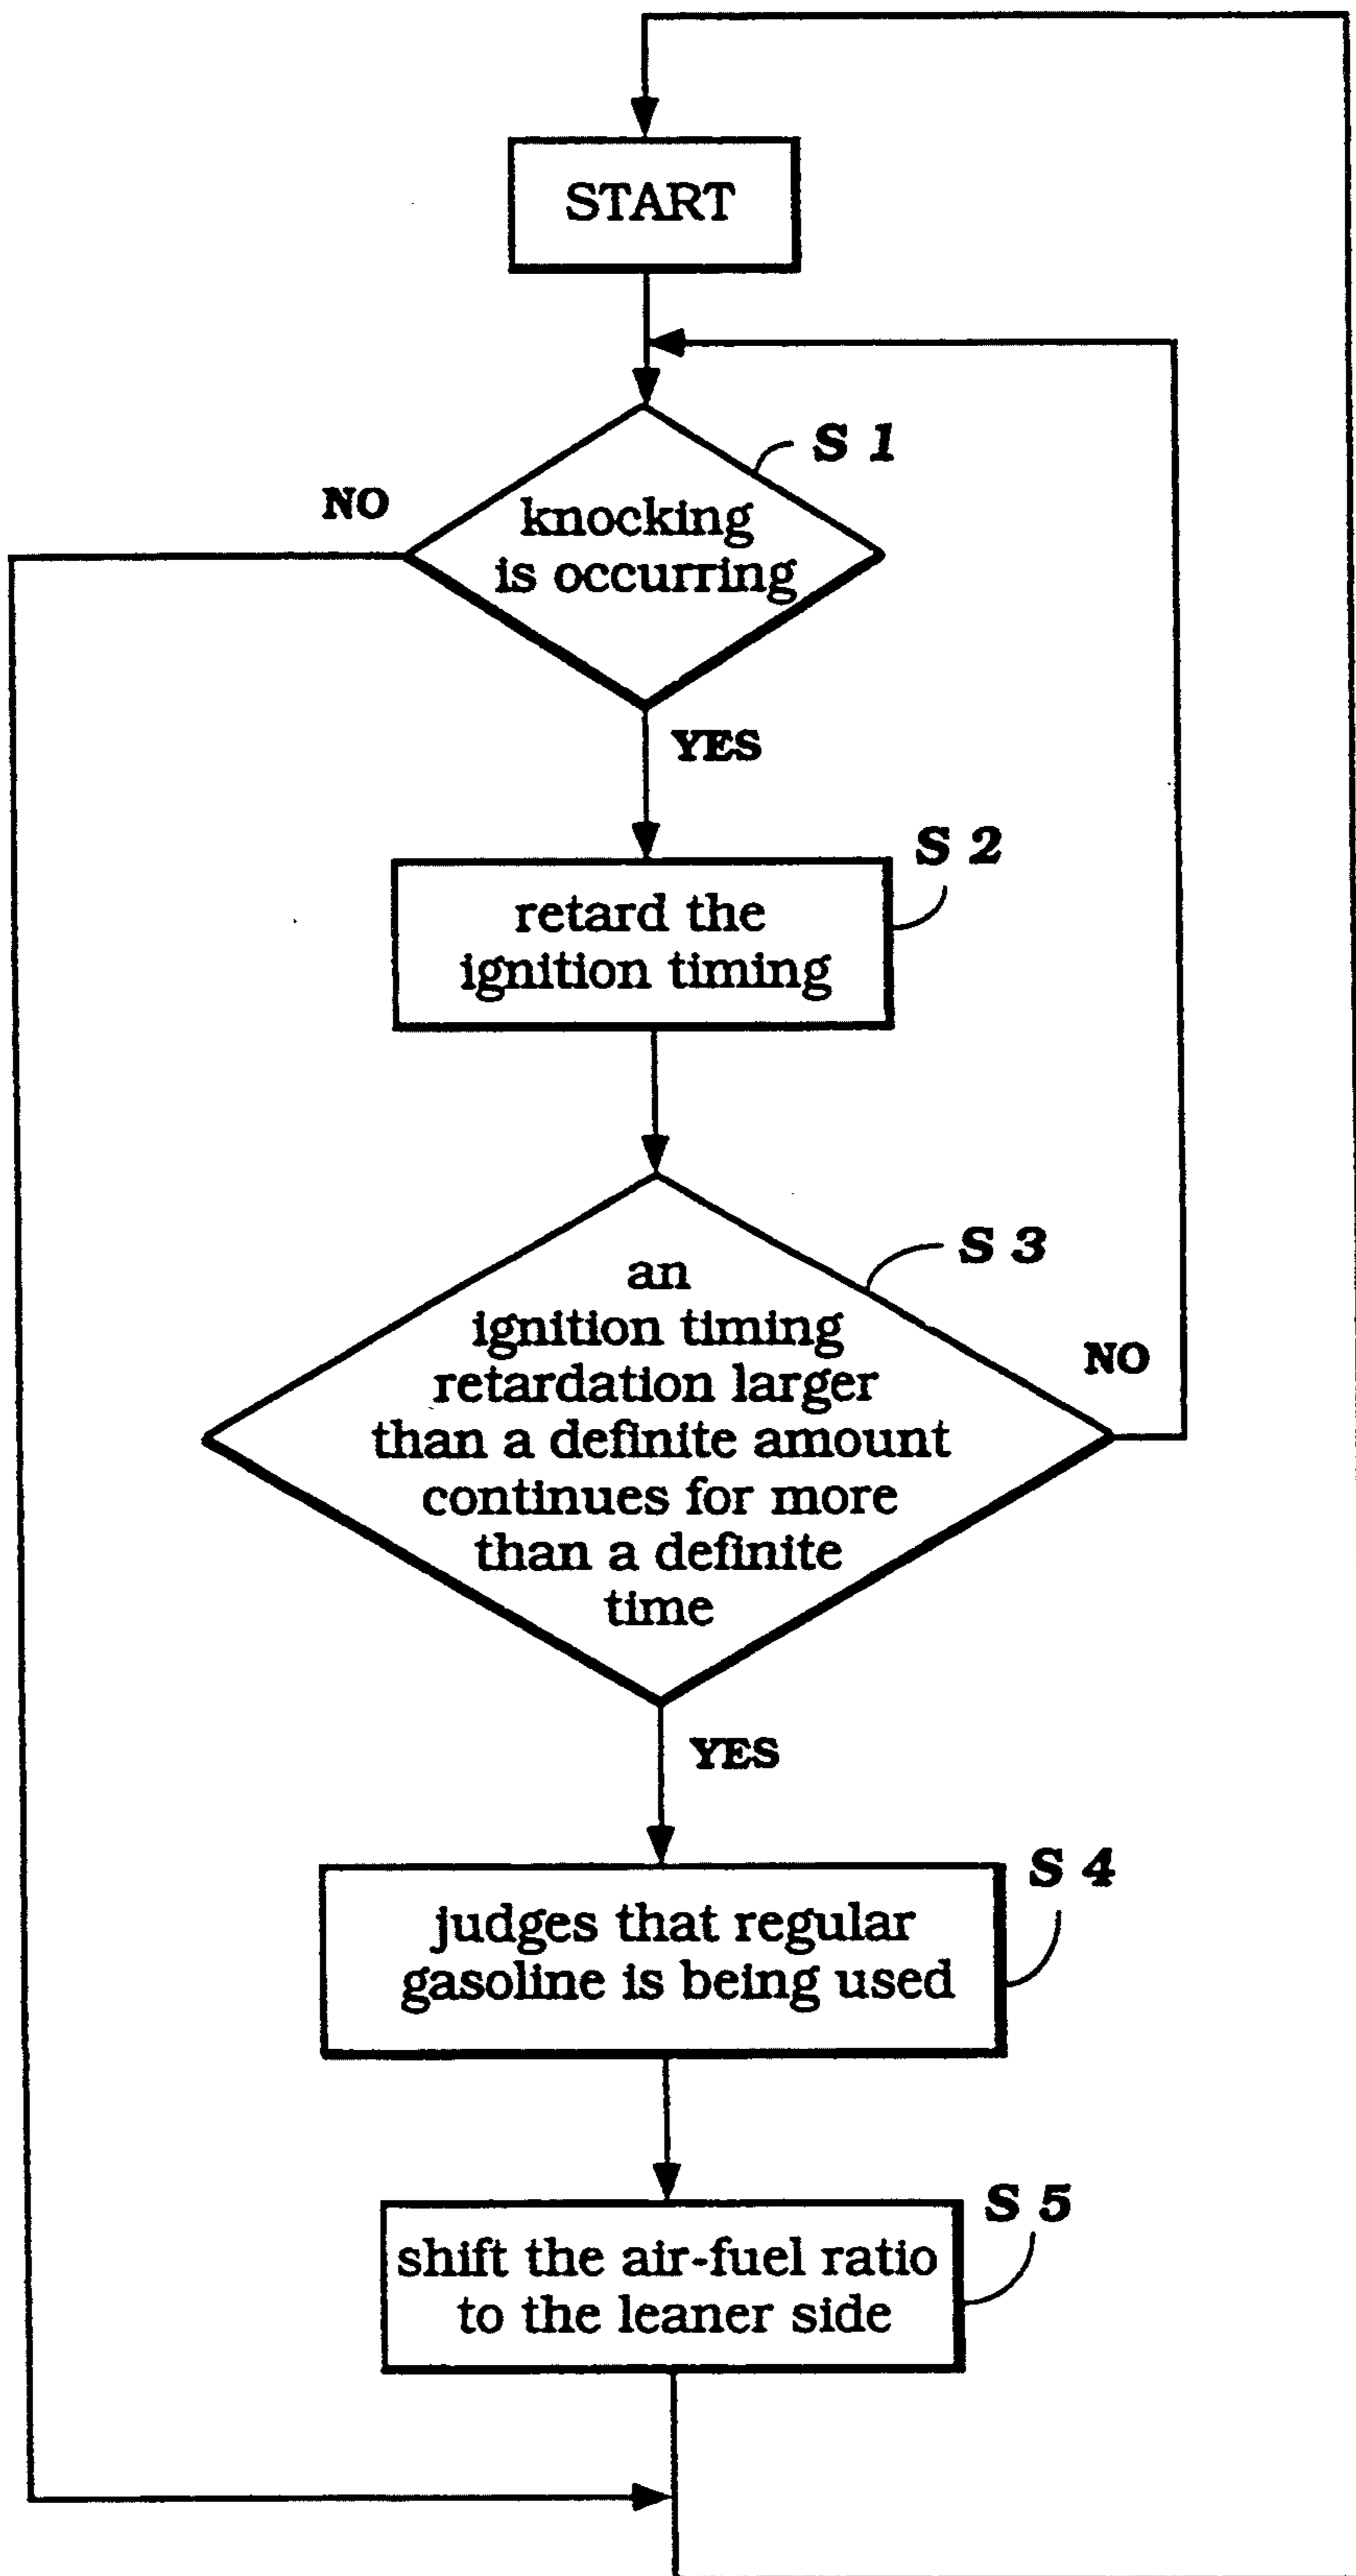 START
S 1
NO
knocking
is occurring
YES
S 2
retard the
ignition timing
S 3
an
ignition timing
retardation larger
than a definite amount
continues for more
than a definite
time
NO
YES
S 4
judges that regular
gasoline is being used
S 5
shift the air-fuel ratio
to the leaner side